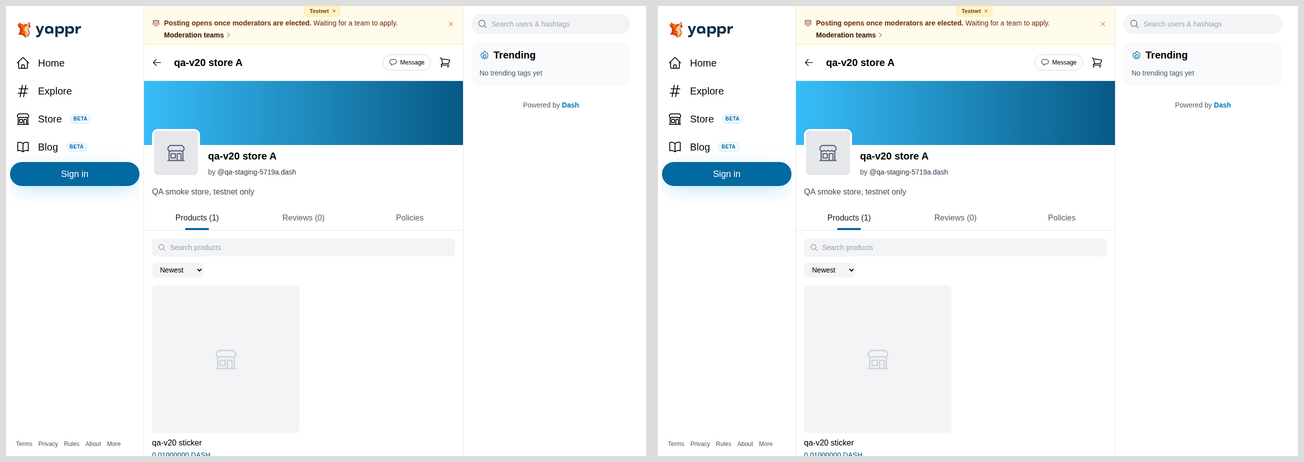 yappr
Home
Explore
Store BETA
Blog BETA
Sign in
Terms Privacy Rules About More
Testnet ×
Posting opens once moderators are elected. Waiting for a team to apply.
Moderation teams
qa-v20 store A
Message
qa-v20 store A
by @qa-staging-5719a.dash
QA smoke store, testnet only
Products (1) Reviews (0) Policies
Search products
Newest
qa-v20 sticker
0.01000000 DASH
Search users & hashtags
Trending
No trending tags yet
Powered by Dash
yappr
Home
Explore
Store BETA
Blog BETA
Sign in
Terms Privacy Rules About More
Testnet ×
Posting opens once moderators are elected. Waiting for a team to apply.
Moderation teams
qa-v20 store A
Message
qa-v20 store A
by @qa-staging-5719a.dash
QA smoke store, testnet only
Products (1) Reviews (0) Policies
Search products
Newest
qa-v20 sticker
0.01000000 DASH
Search users & hashtags
Trending
No trending tags yet
Powered by Dash